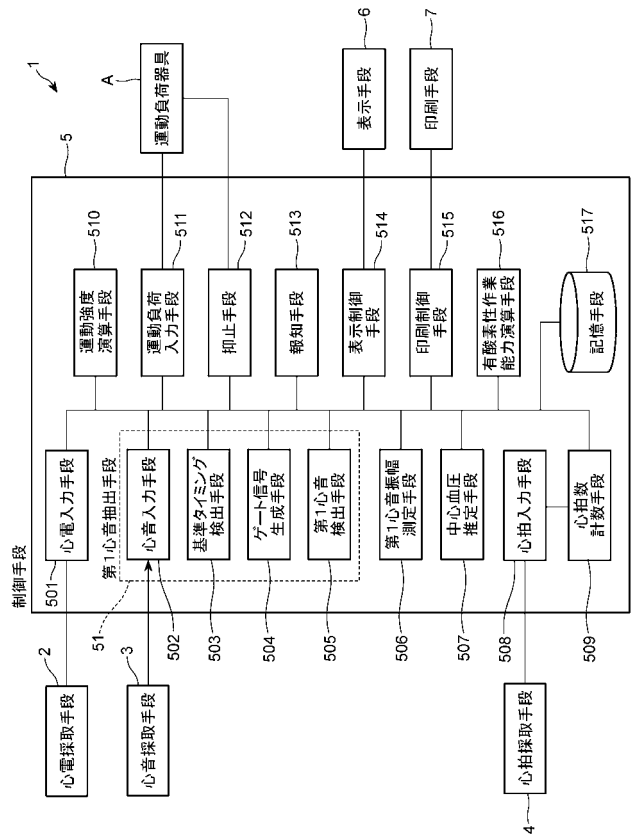 1
制御手段
5
2
心電採取手段
3
心音採取手段
4
心拍採取手段
501
心電入力手段
51
第1心音抽出手段
502
心音入力手段
503
基準タイミング
検出手段
504
ゲート信号
生成手段
505
第1心音
検出手段
506
第1心音振幅
測定手段
507
中心血圧
推定手段
508
心拍入力手段
509
心拍数
計数手段
510
運動強度
演算手段
511
運動負荷
入力手段
512
抑止手段
513
報知手段
514
表示制御
手段
515
印刷制御
手段
516
有酸素性作業
能力演算手段
517
記憶手段
A
運動負荷器具
6
表示手段
7
印刷手段